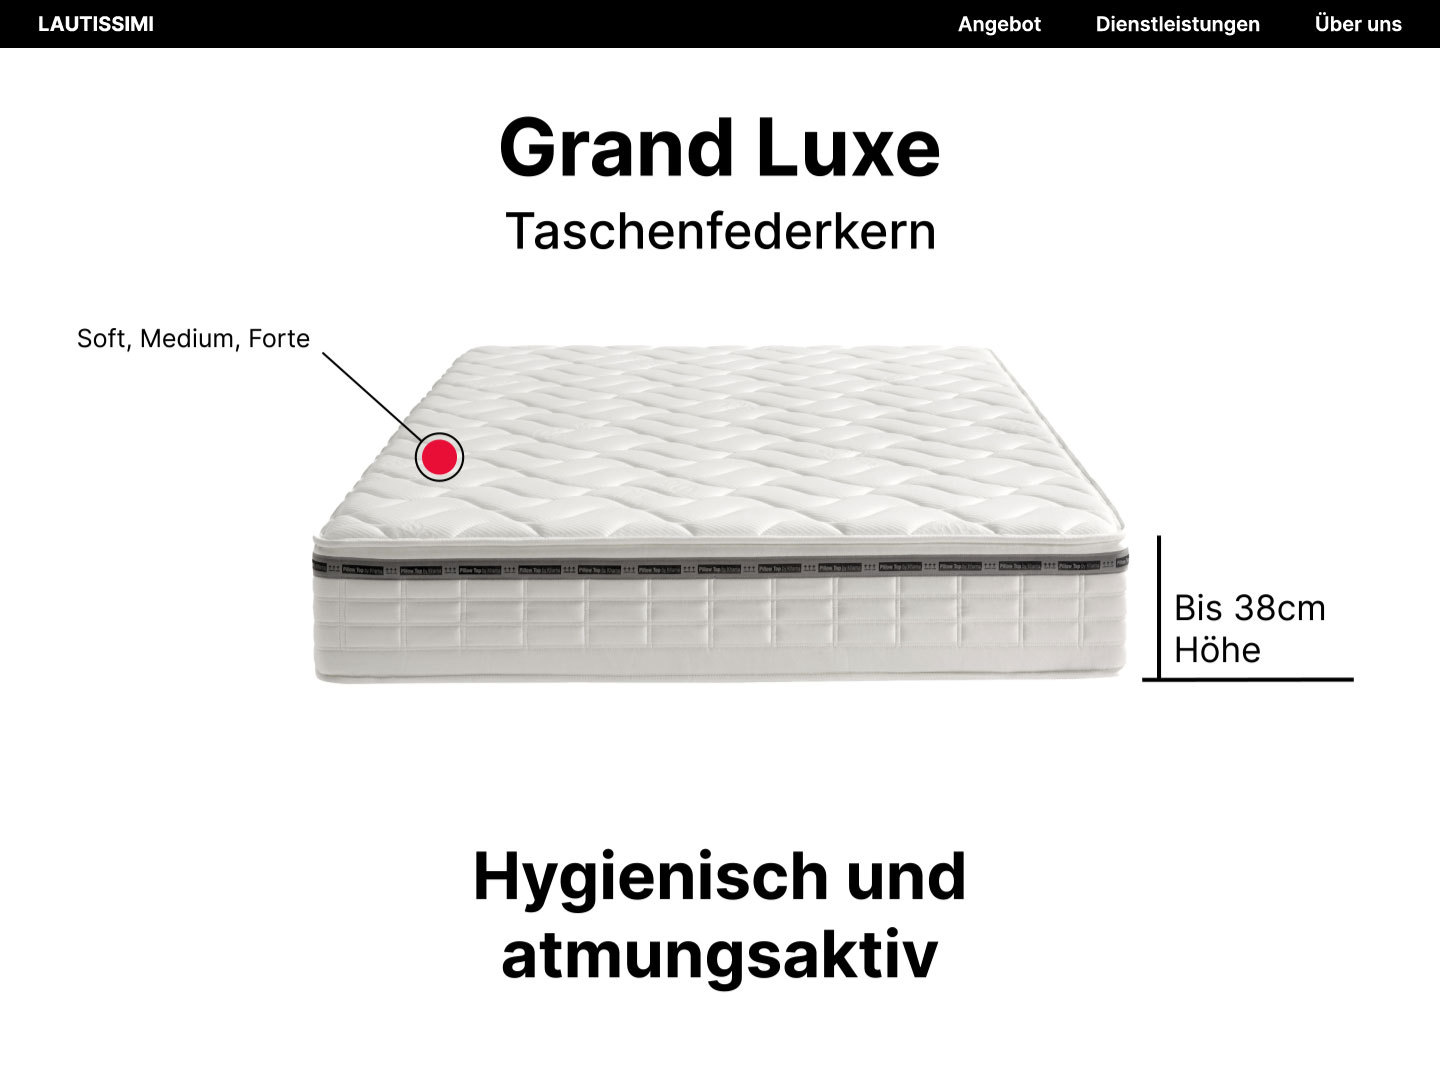 LAUTISSIMI
Angebot
Dienstleistungen
Über uns
Grand Luxe
Taschenfederkern
Soft, Medium, Forte
Bis 38cm
Höhe
Hygienisch und
atmungsaktiv